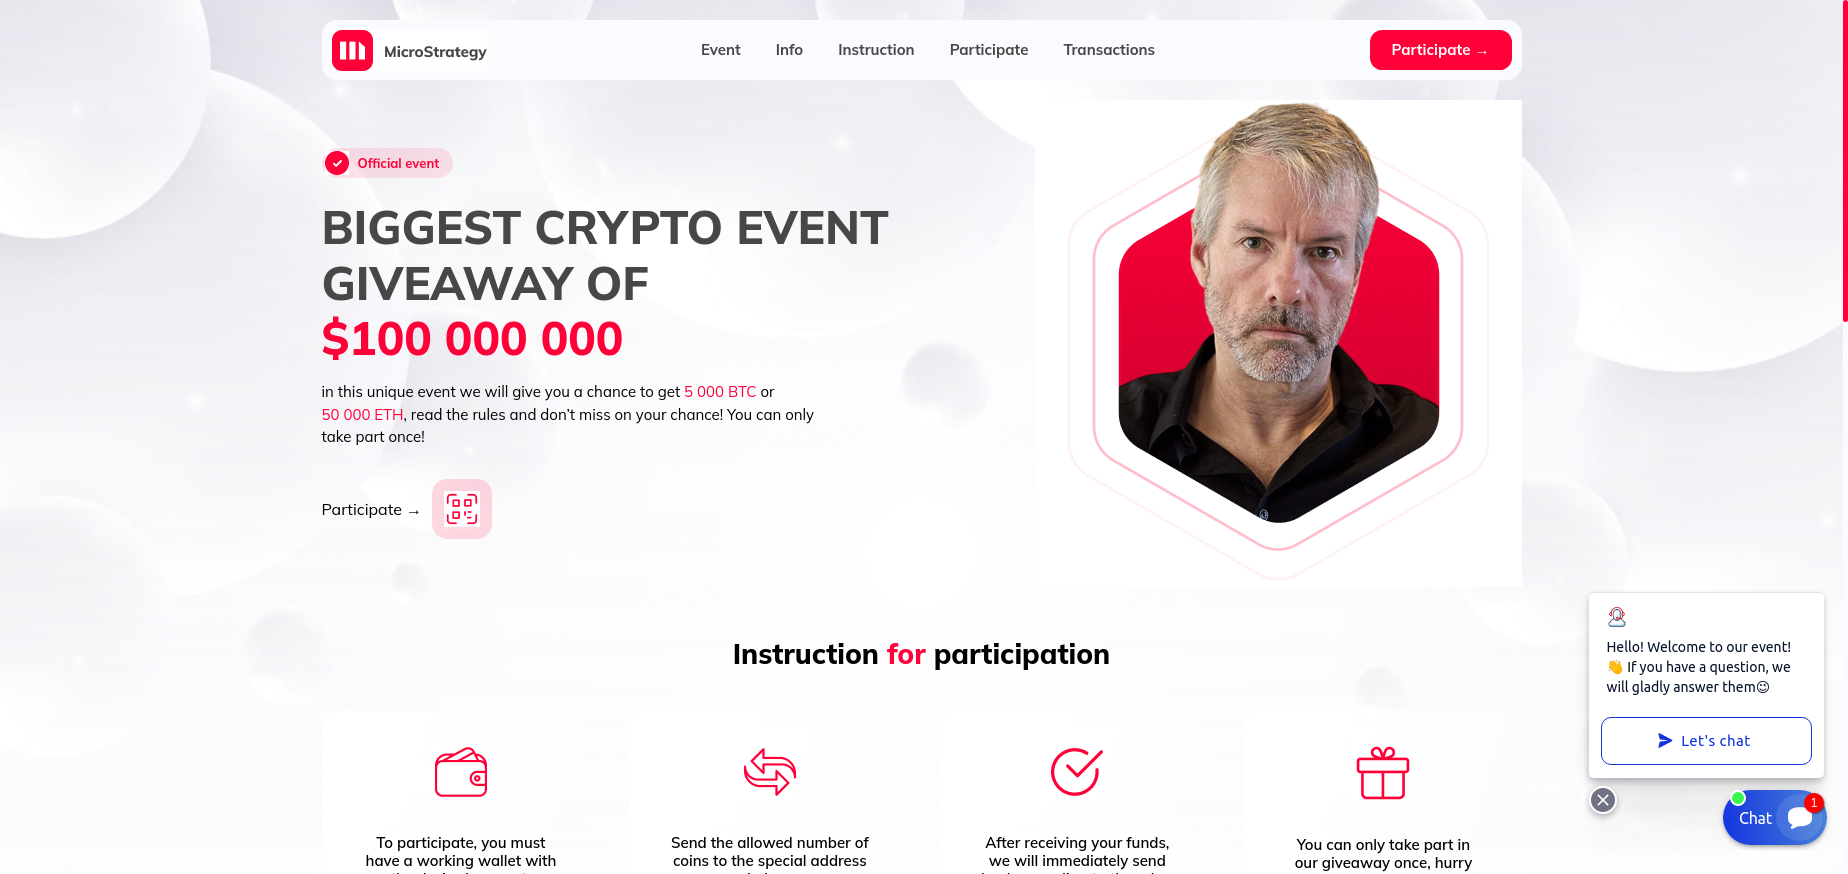 MicroStrategy
Event Info Instruction Participate Transactions
Participate →
Official event
BIGGEST CRYPTO EVENT
GIVEAWAY OF
$100 000 000
in this unique event we will give you a chance to get 5 000 BTC or
50 000 ETH, read the rules and don't miss on your chance! You can only
take part once!
Participate →
Instruction for participation
To participate, you must
have a working wallet with
Send the allowed number of
coins to the special address
After receiving your funds,
we will immediately send
You can only take part in
our giveaway once, hurry
Hello! Welcome to our event!
👋 If you have a question, we
will gladly answer them😉
Let's chat
Chat
1